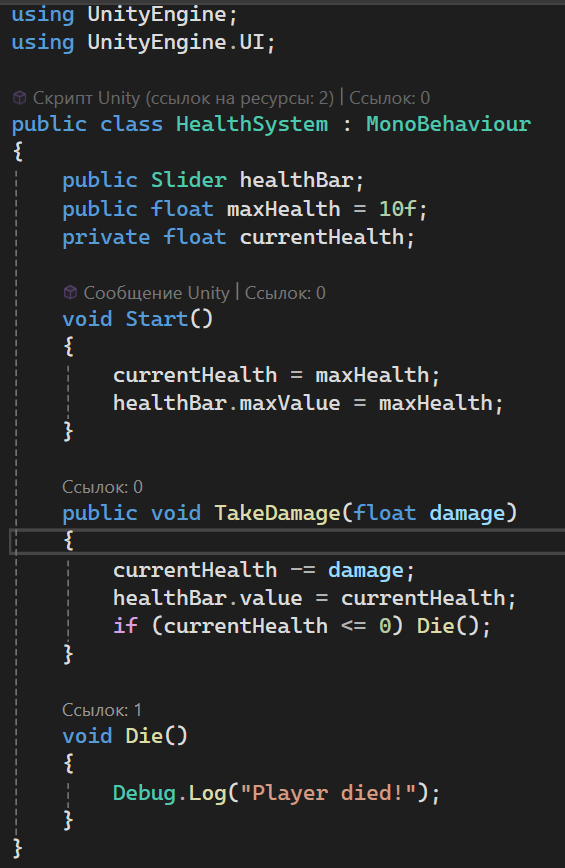 using UnityEngine;
using UnityEngine.UI;
Скрипт Unity (ссылок на ресурсы: 2) | Ссылок: 0
public class HealthSystem : MonoBehaviour
{
public Slider healthBar;
public float maxHealth = 10f;
private float currentHealth;
Сообщение Unity | Ссылок: 0
void Start()
{
currentHealth = maxHealth;
healthBar.maxValue = maxHealth;
}
Ссылок: 0
public void TakeDamage(float damage)
{
currentHealth -= damage;
healthBar.value = currentHealth;
if (currentHealth <= 0) Die();
}
Ссылок: 1
void Die()
{
Debug.Log("Player died!");
}
}